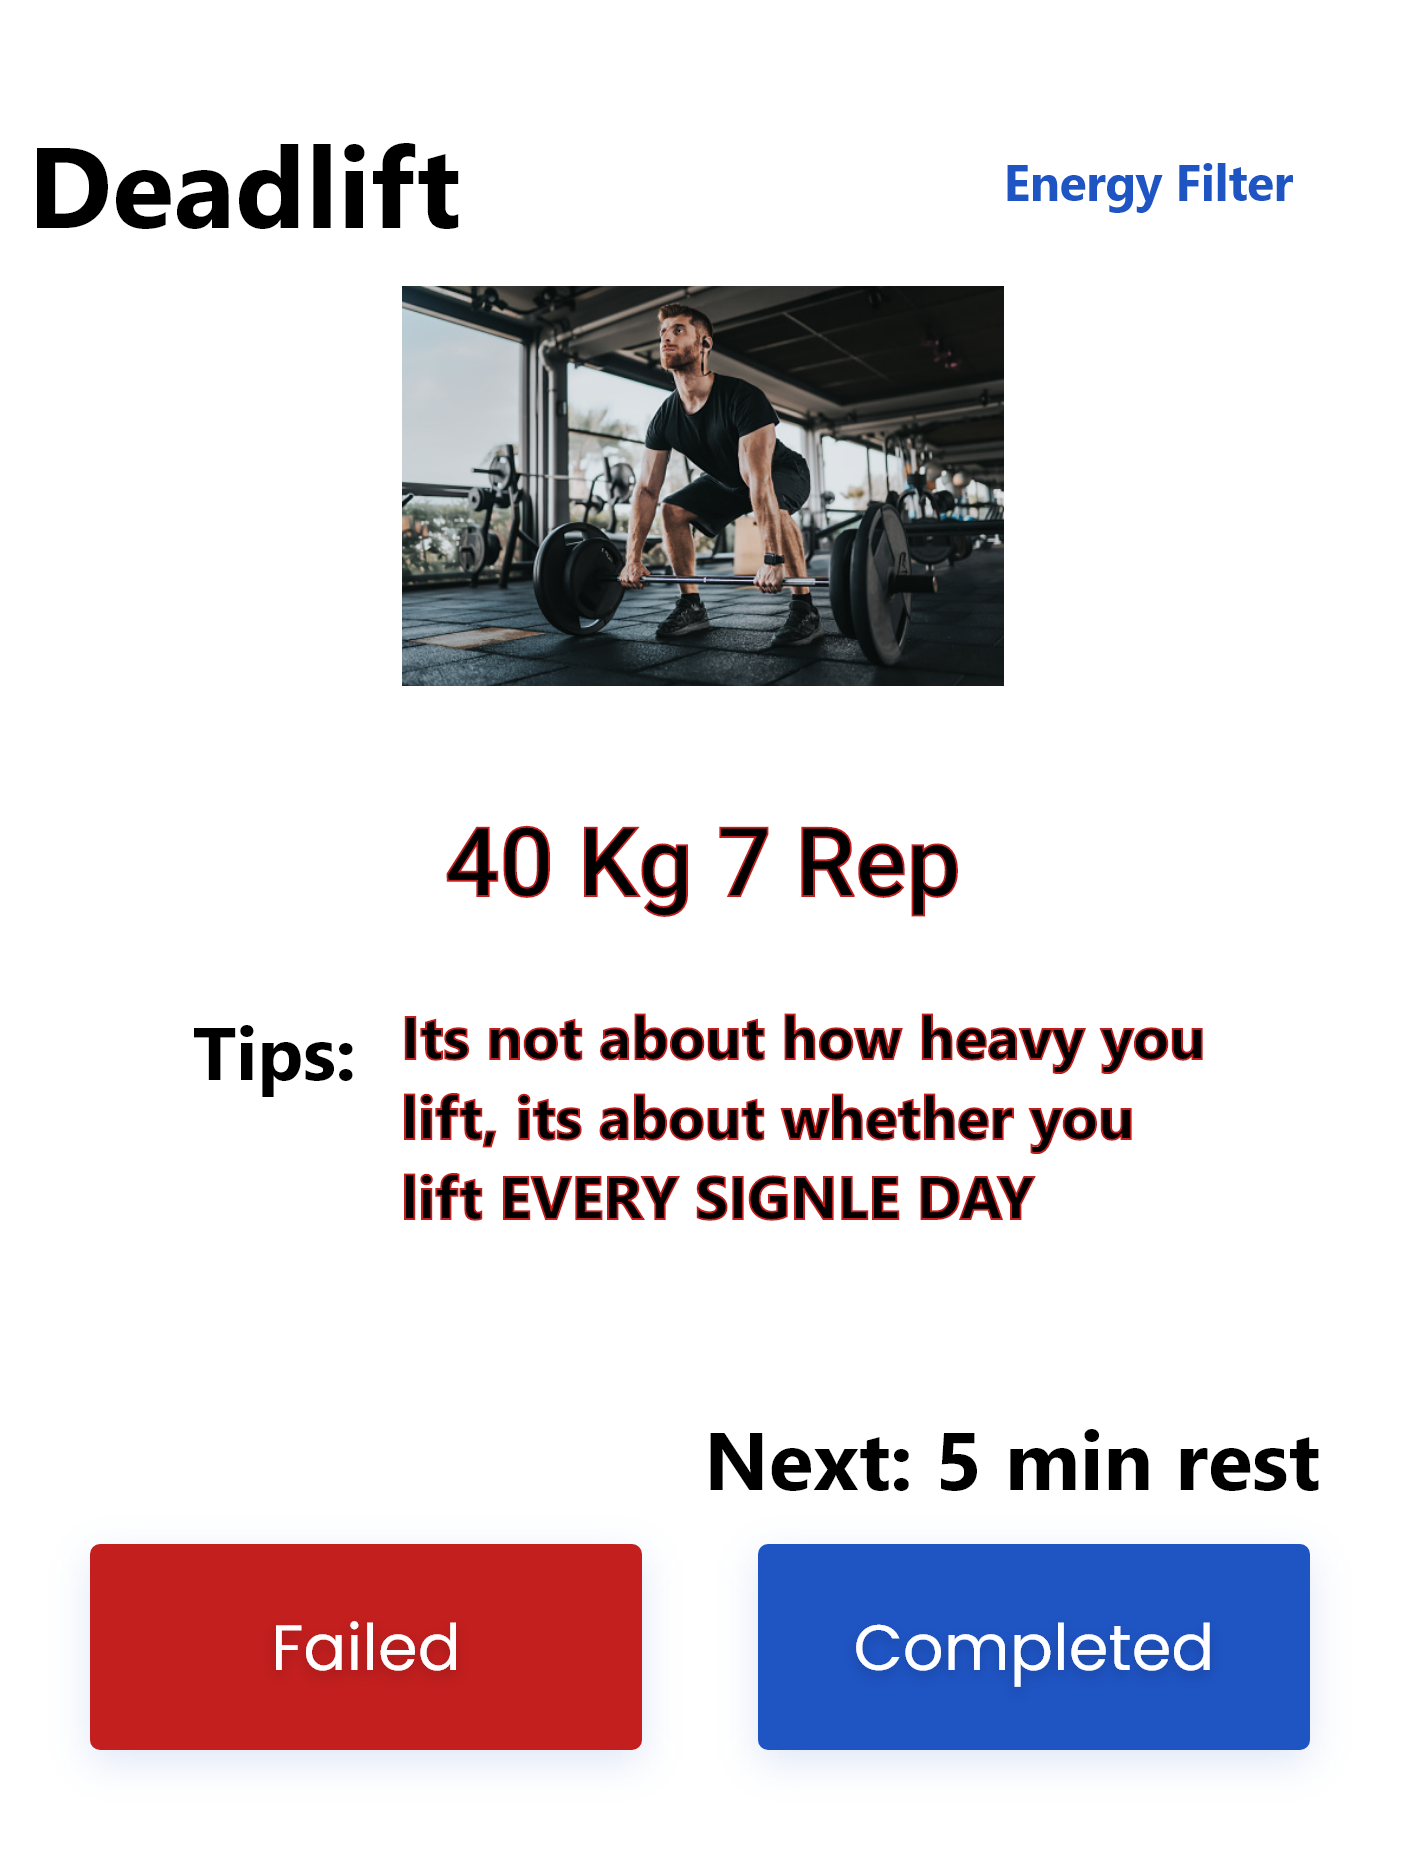 Deadlift
Energy Filter
40 Kg 7 Rep
Tips:
Its not about how heavy you
lift, its about whether you
lift EVERY SIGNLE DAY
Next: 5 min rest
Failed
Completed